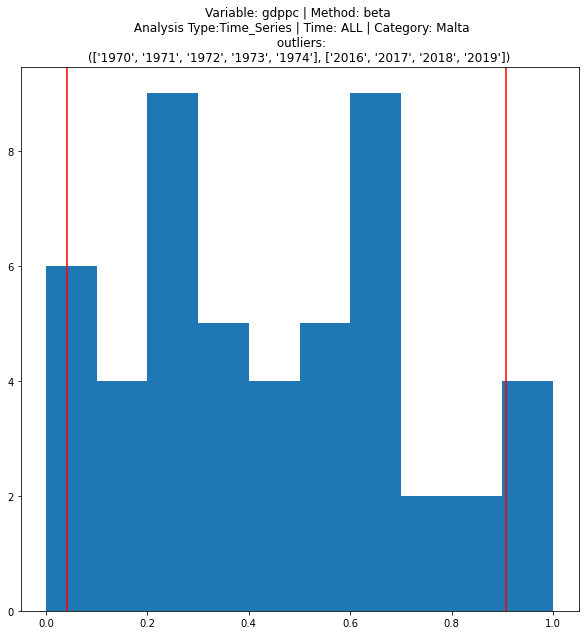 Variable: gdppc | Method: beta
Analysis Type:Time_Series | Time: ALL | Category: Malta
outliers:
(['1970', '1971', '1972', '1973', '1974'], ['2016', '2017', '2018', '2019'])
8
6
4
2
0
0.0 0.2 0.4 0.6 0.8 1.0